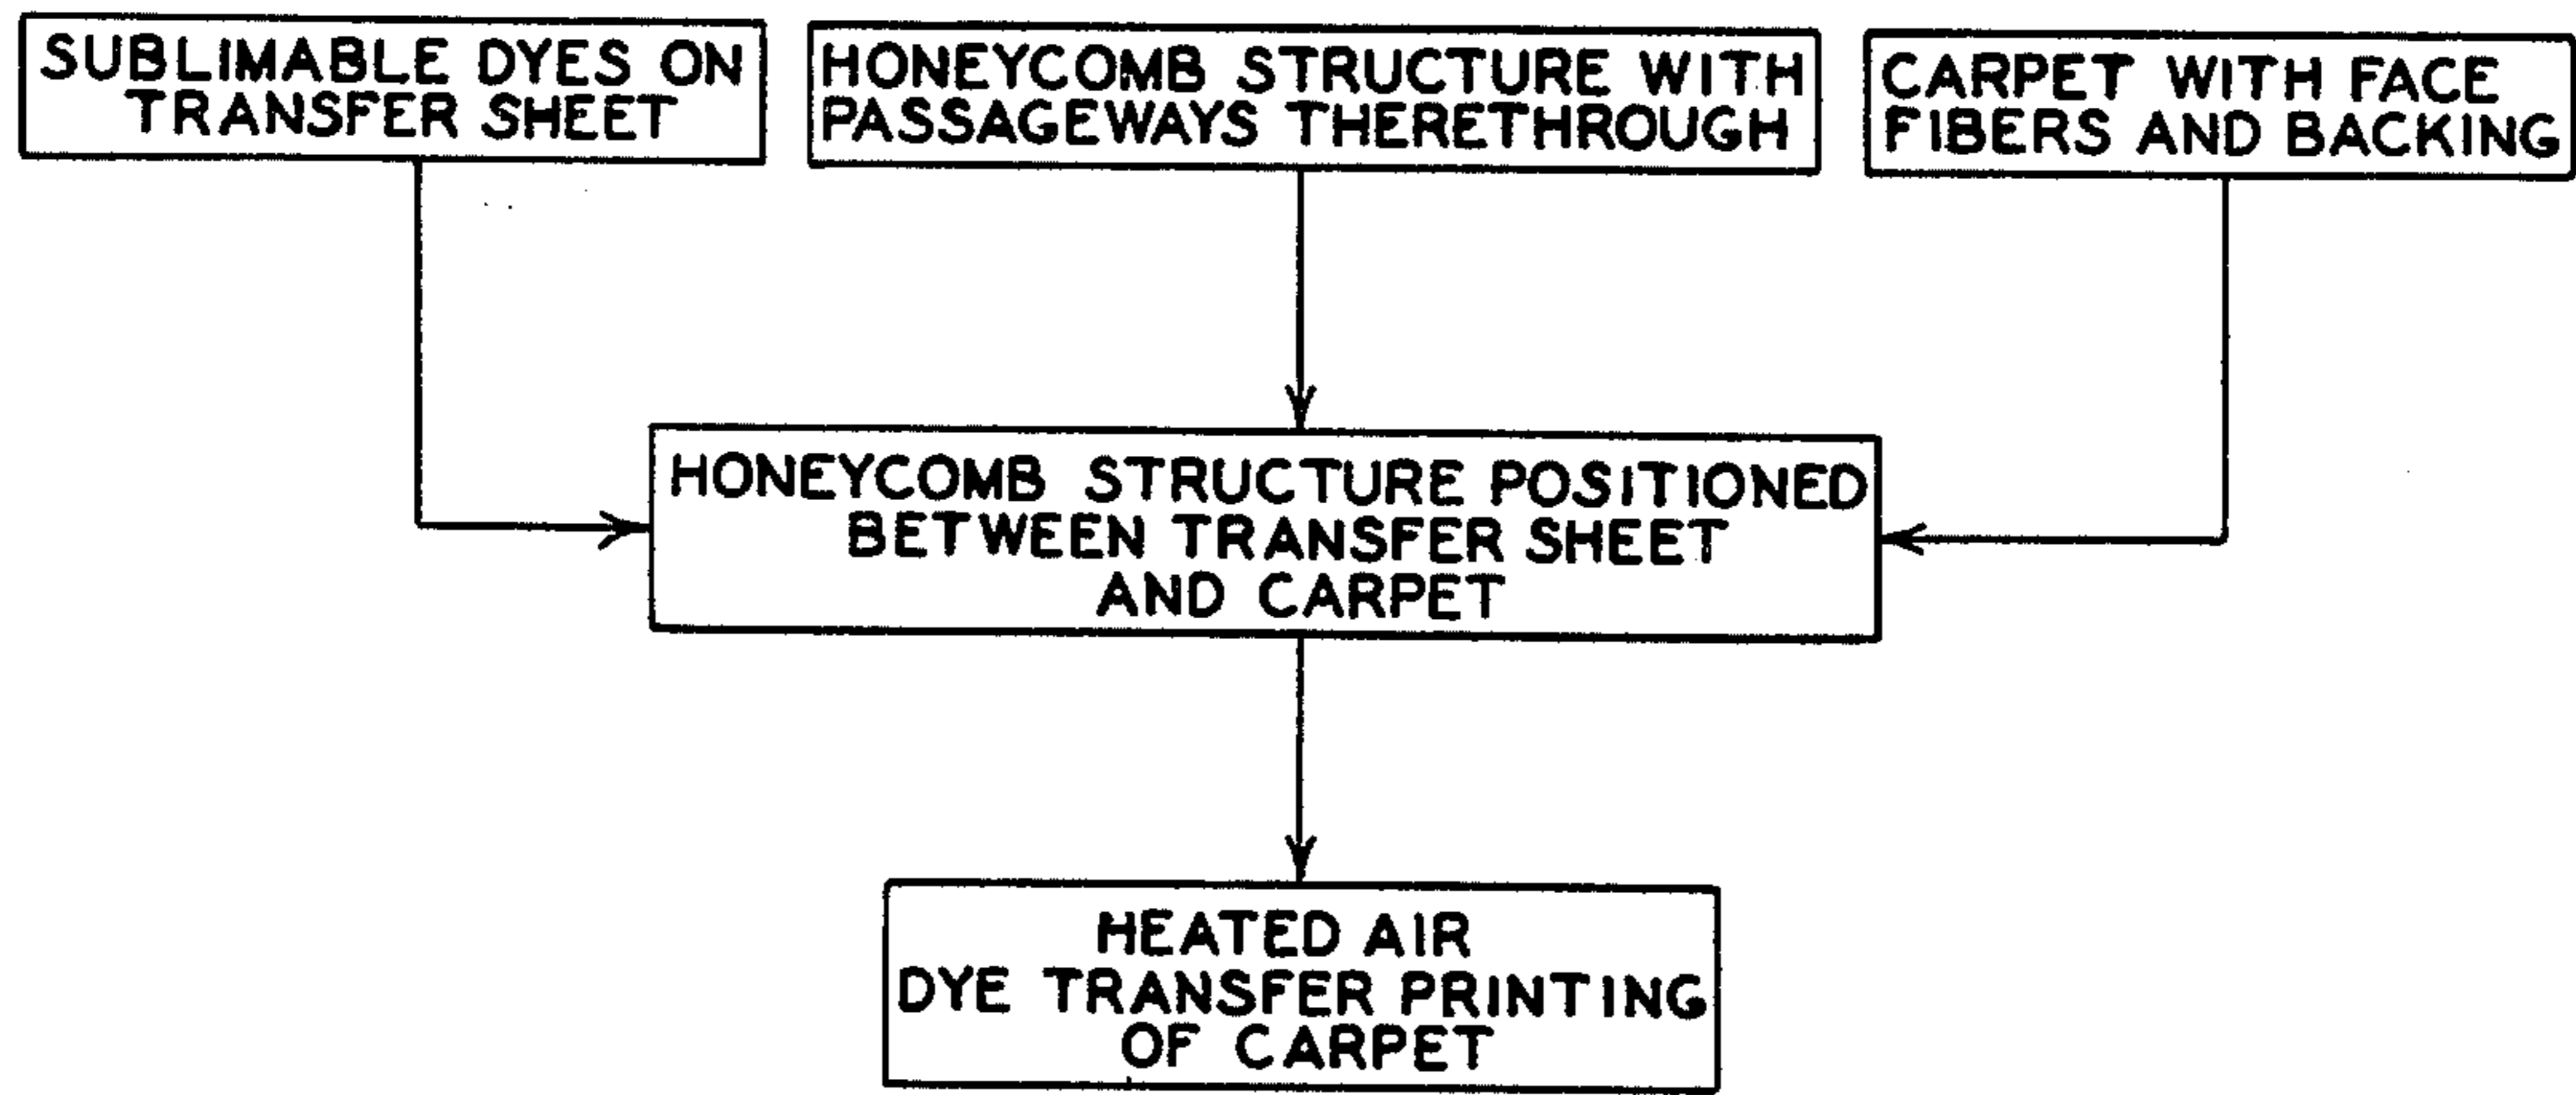 SUBLIMABLE DYES ON
TRANSFER SHEET
HONEYCOMB STRUCTURE WITH
PASSAGEWAYS THERETHROUGH
CARPET WITH FACE
FIBERS AND BACKING
HONEYCOMB STRUCTURE POSITIONED
BETWEEN TRANSFER SHEET
AND CARPET
HEATED AIR
DYE TRANSFER PRINTING
OF CARPET